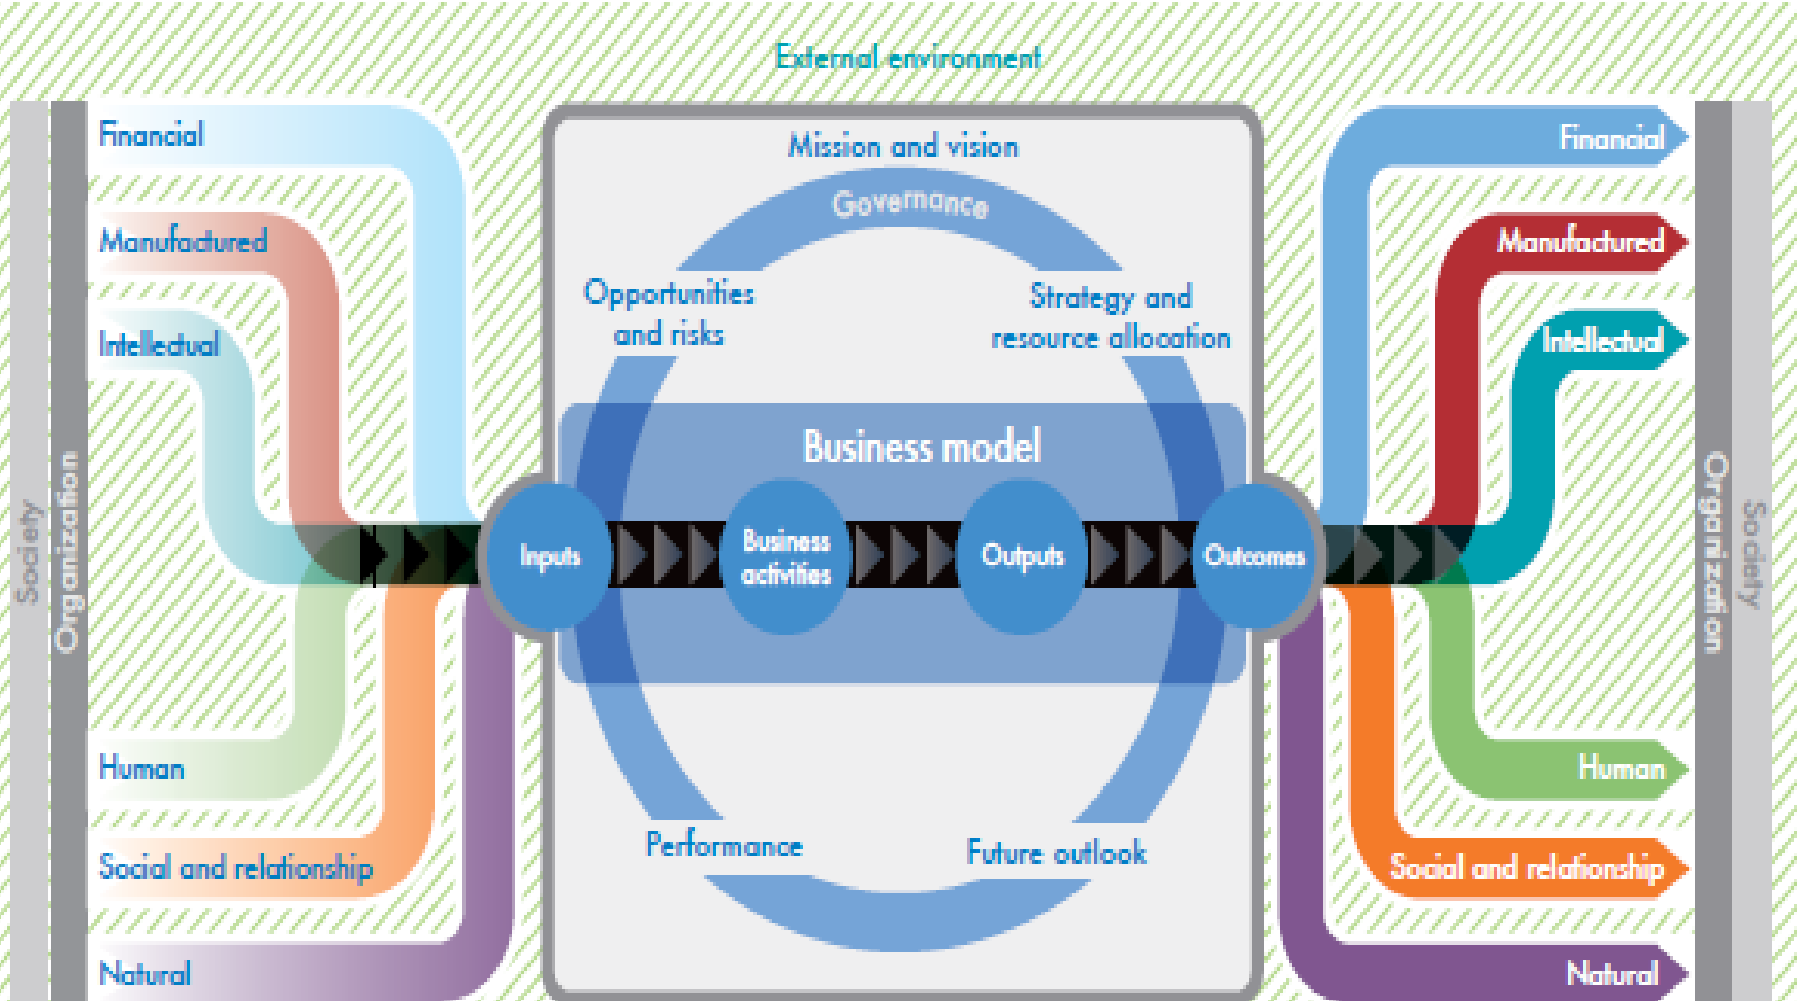 External environment
Society
Organization
Financial
Manufactured
Intellectual
Human
Social and relationship
Natural
Mission and vision
Governance
Opportunities
and risks
Strategy and
resource allocation
Business model
Inputs
Business
activities
Outputs
Outcomes
Performance
Future outlook
Financial
Manufactured
Intellectual
Human
Social and relationship
Natural
Organization
Society